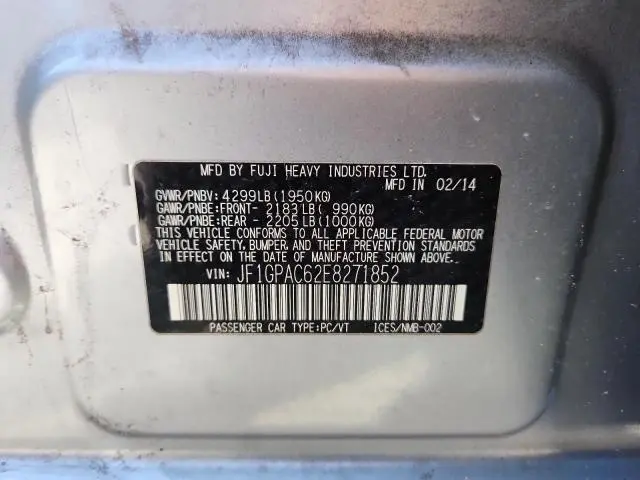 MFD BY FUJI HEAVY INDUSTRIES LTD.
MFD IN 02/14
GVWR/PNBV: 4299LB(1950KG)
GAWR/PNBE:FRONT- 2183LB( 990KG)
GAWR/PNBE:REAR - 2205LB(1000KG)
THIS VEHICLE CONFORMS TO ALL APPLICABLE FEDERAL MOTOR
VEHICLE SAFETY, BUMPER, AND THEFT PREVENTION STANDARDS
IN EFFECT ON THE DATE OF MANUFACTURE SHOWN ABOVE..
VIN: JF1GPAC62E8271852
PASSENGER CAR TYPE:PC/VT ICES/NMB-002